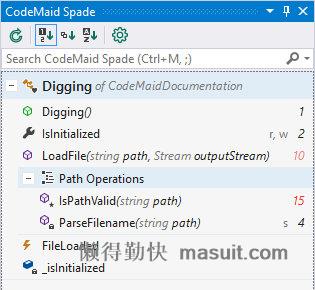 CodeMaid Spade
Search CodeMaid Spade (Ctrl+M, ;)
Digging of CodeMaidDocumentation
Digging() 1
IsInitialized r, w 2
LoadFile(string path, Stream outputStream) 10
Path Operations
IsPathValid(string path) 15
ParseFilename(string path) s 4
FileLoaded
_isInitialized
懒得勤快 masuit.com